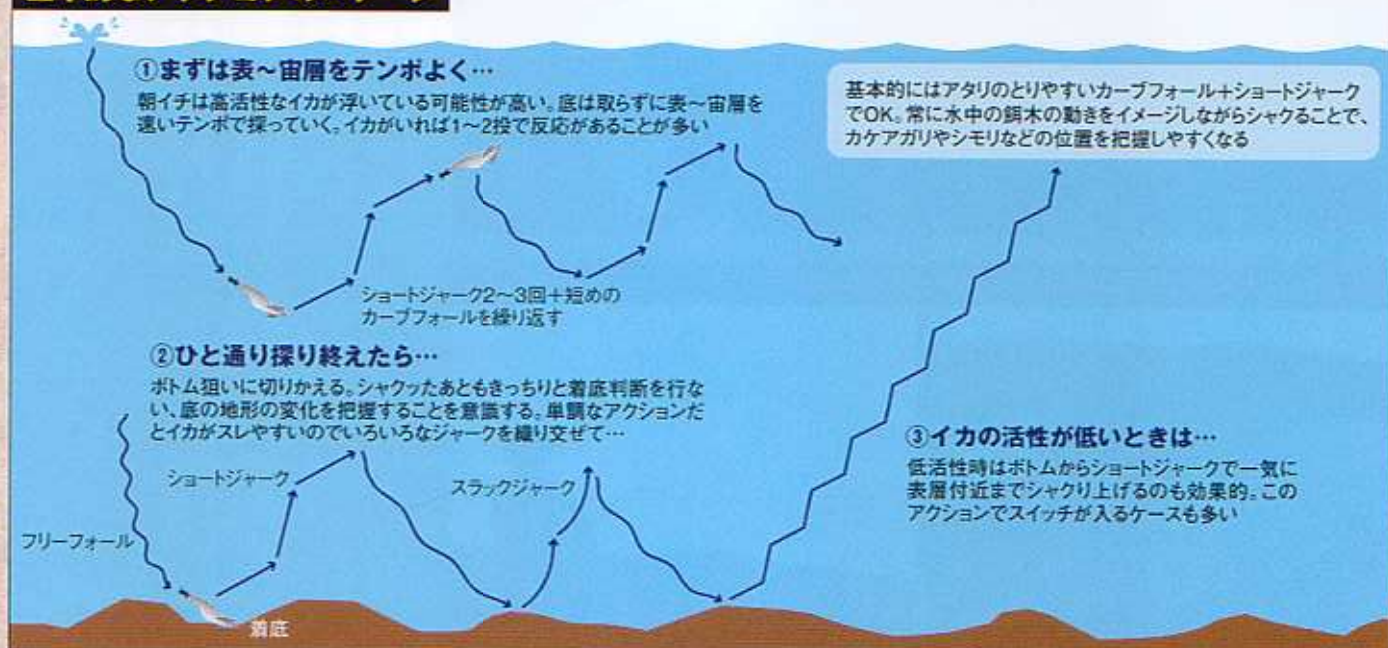 ①まずは表～宙層をテンポよく…
朝イチは高活性なイカが浮いている可能性が高い。底は取らずに表～宙層を
速いテンポで探っていく。イカがいれば1～2投で反応があることが多い
基本的にはアタリのとりやすいカーブフォール+ショートジャーク
でOK。常に水中の餌木の動きをイメージしながらシャクることで、
カケアガリやシモリなどの位置を把握しやすくなる
ショートジャーク2～3回+短めの
カーブフォールを繰り返す
②ひと通り探り終えたら…
ボトム狙いに切りかえる。シャクッたあともきっちりと着底判断を行な
い、底の地形の変化を把握することを意識する。単調なアクションだ
とイカがスレやすいのでいろいろなジャークを織り交ぜて…
ショートジャーク
スラックジャーク
フリーフォール
着底
③イカの活性が低いときは…
低活性時はボトムからショートジャークで一気に
表層付近までシャクリ上げるのも効果的。この
アクションでスイッチが入るケースも多い